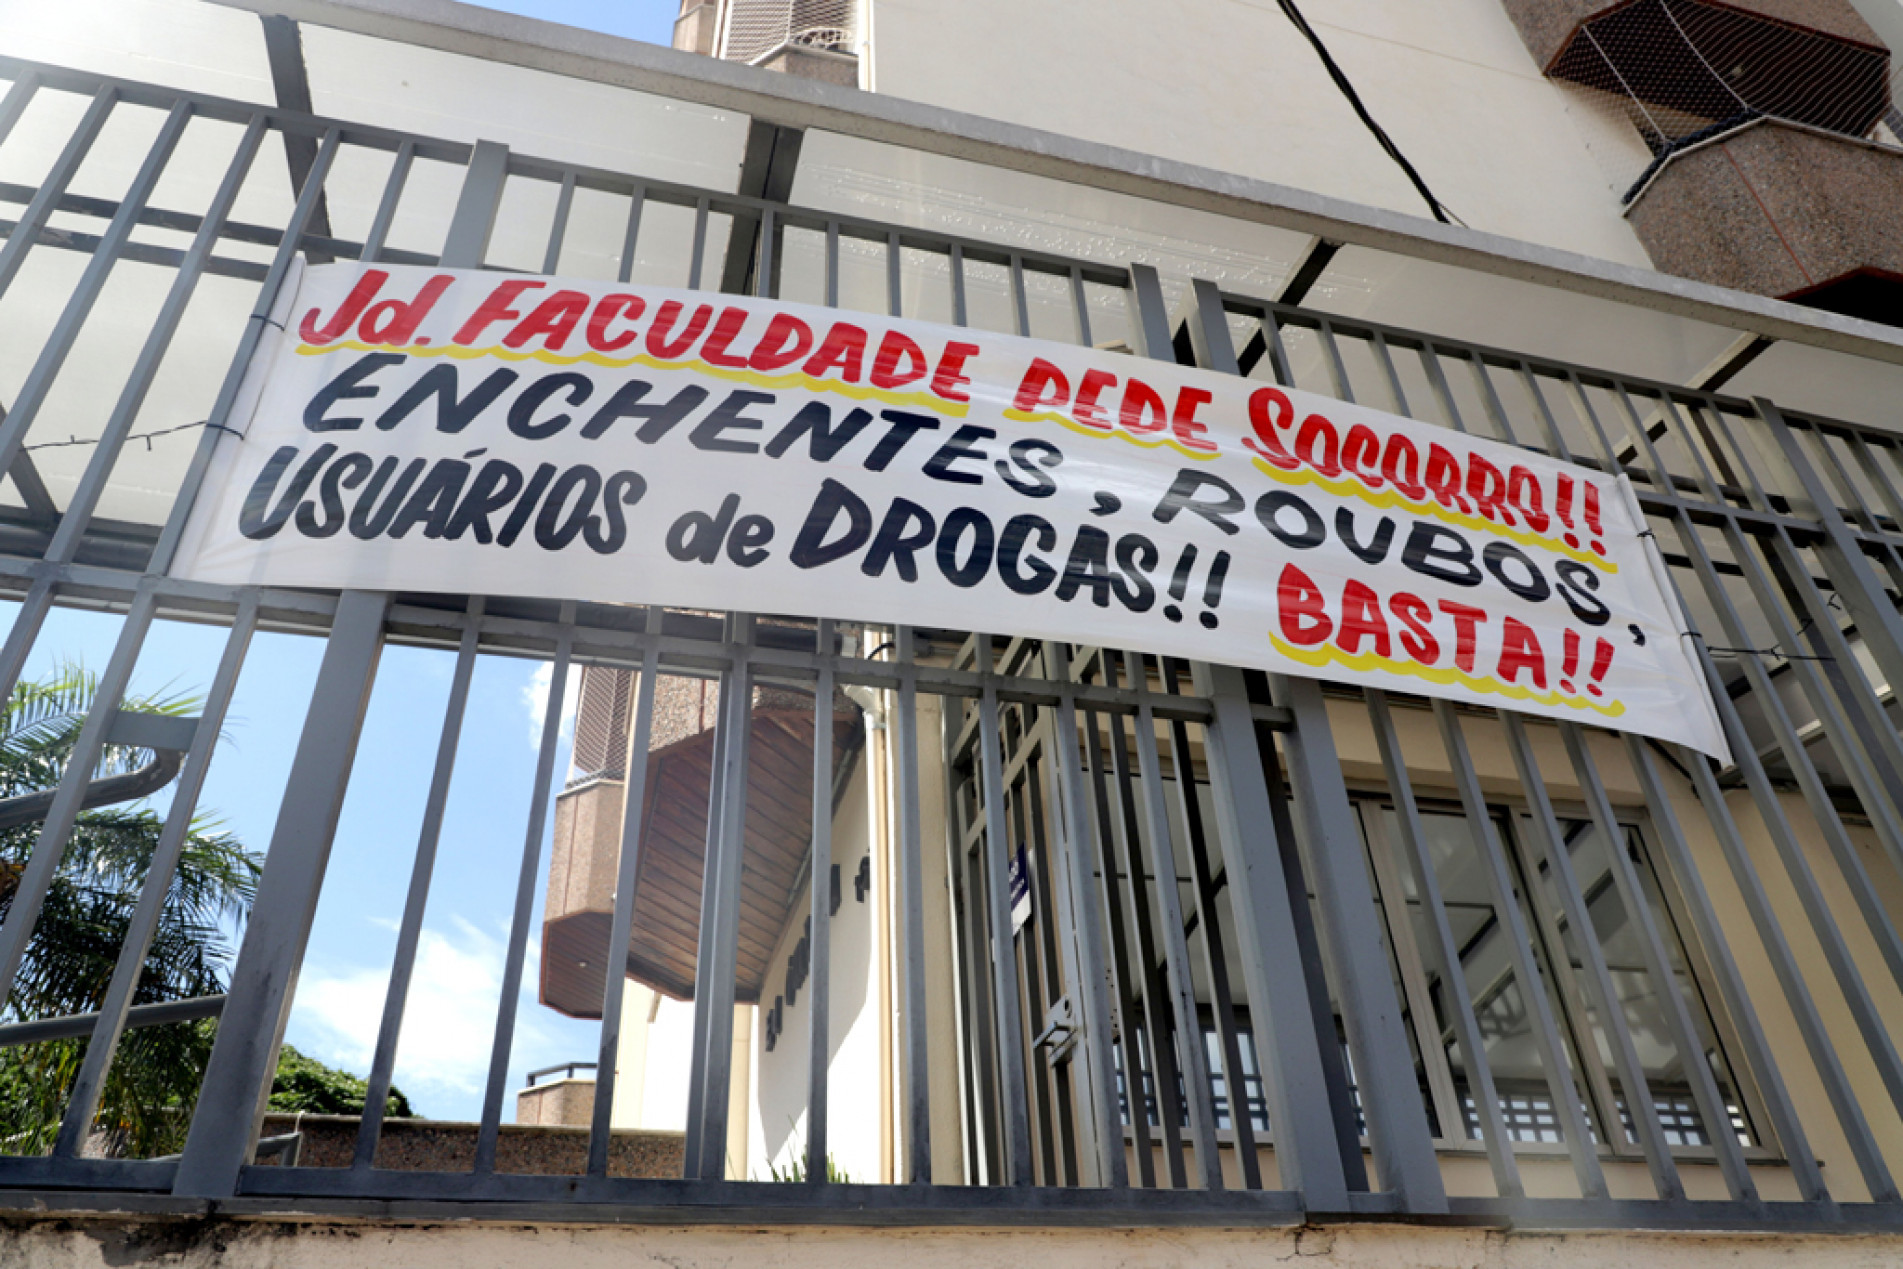 Jd. FACULDADE PEDE SOCORRO!!
ENCHENTES, ROUBOS,
USUÁRIOS de DROGAS!! BASTA!!